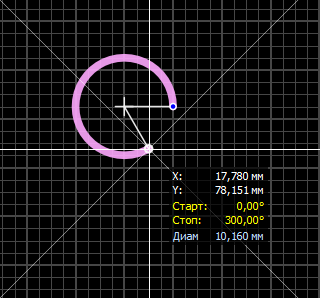 X: 17,780 мм
Y: 78,151 мм
Старт: 0,00°
Стоп: 300,00°
Диам 10,160 мм